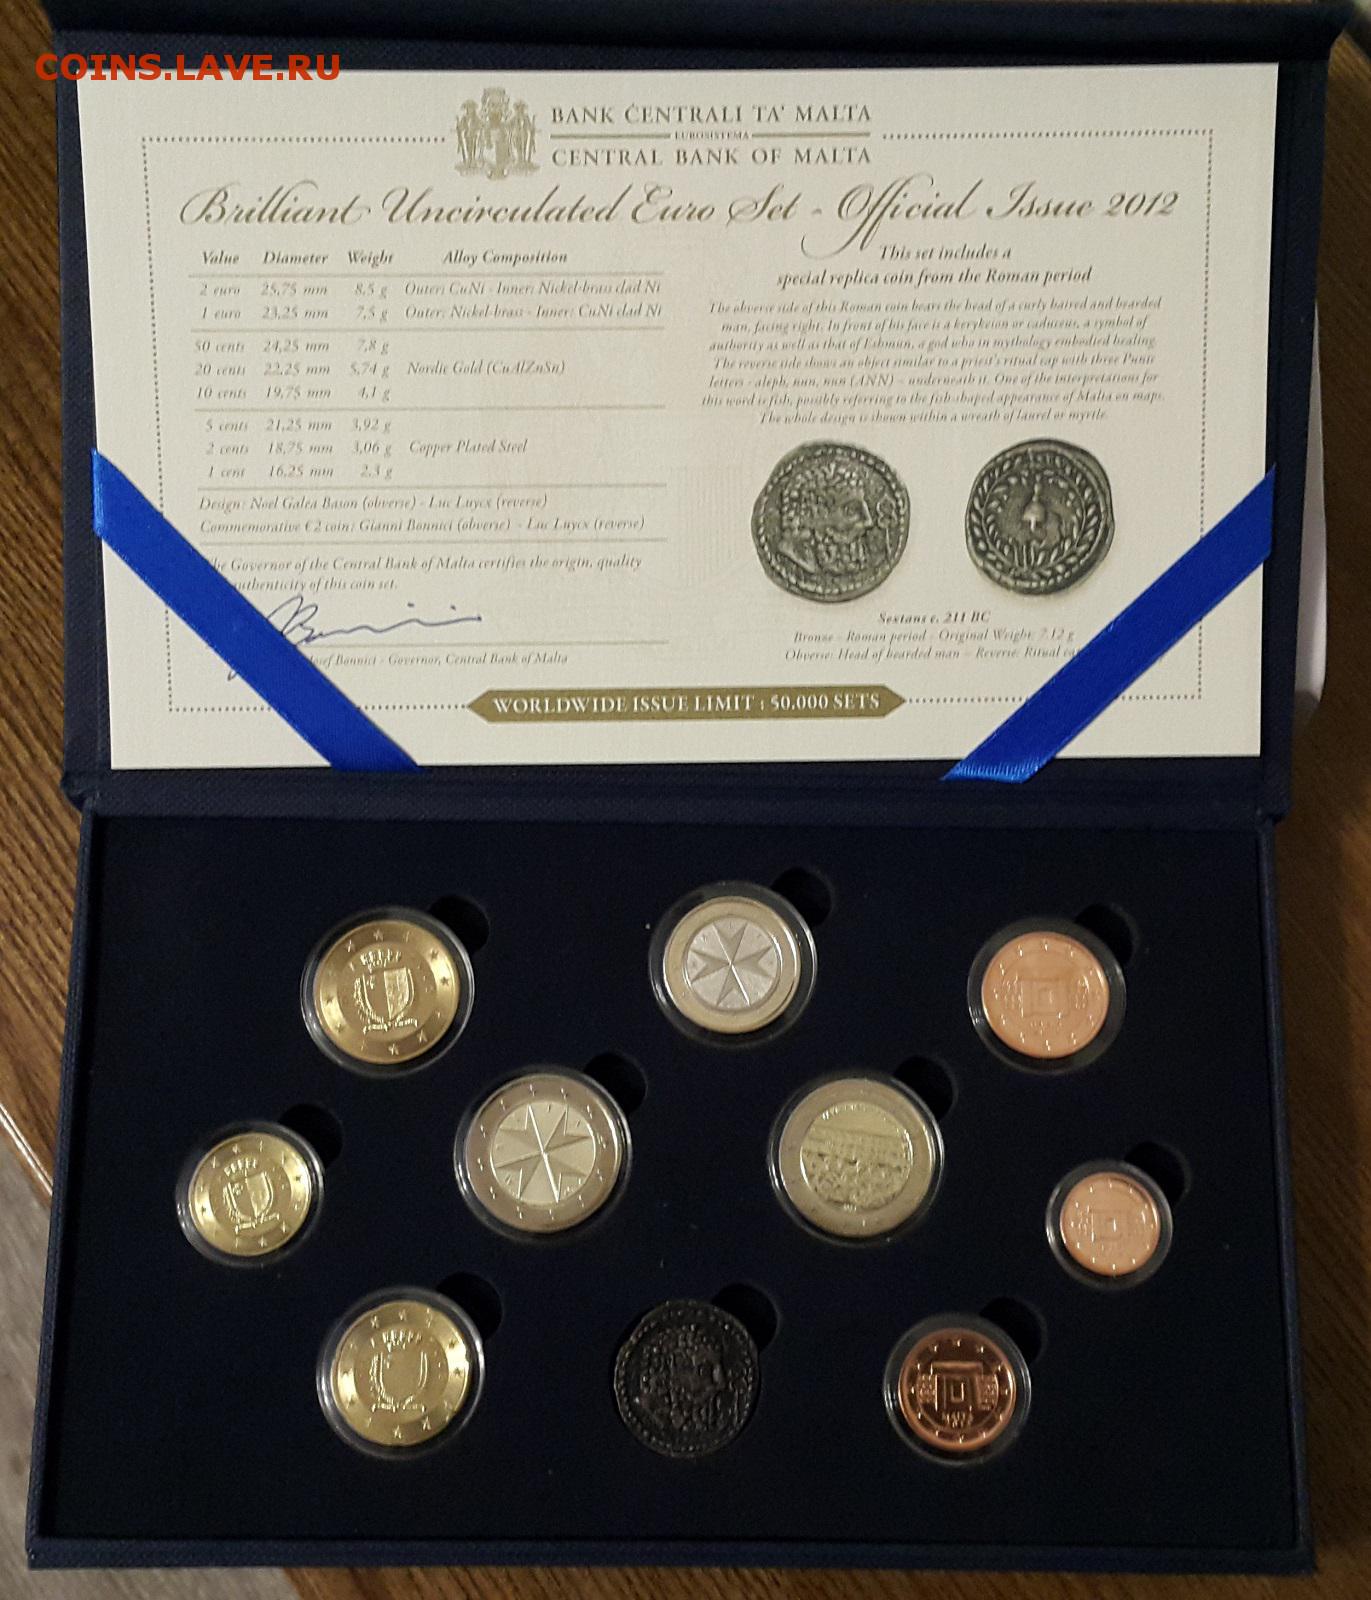 COINS.LAVE.RU
BANK ĊENTRALI TA' MALTA
EUROSISTEMA
CENTRAL BANK OF MALTA
Brilliant Uncirculated Euro Set - Official Issue 2012
Value Diameter Weight Alloy Composition
2 euro 25,75 mm 8,5 g Outer: CuNi - Inner: Nickel-brass clad Ni
1 euro 23,25 mm 7,5 g Outer: Nickel-brass - Inner: CuNi clad Ni
50 cents 24,25 mm 7,8 g
20 cents 22,25 mm 5,74 g Nordic Gold (CuAlZnSn)
10 cents 19,75 mm 4,1 g
5 cents 21,25 mm 3,92 g
2 cents 18,75 mm 3,06 g Copper Plated Steel
1 cent 16,25 mm 2,3 g
Design: Noel Galea Bason (obverse) - Luc Luycx (reverse)
Commemorative €2 coin: Gianni Bonnici (obverse) - Luc Luycx (reverse)
he Governor of the Central Bank of Malta certifies the origin, quality
uthenticity of this coin set.
osef Bonnici - Governor, Central Bank of Malta
This set includes a
special replica coin from the Roman period
The obverse side of this Roman coin bears the head of a curly haired and bearded
man, facing right. In front of his face is a kerykeion or caduceus, a symbol of
authority as well as that of Eshmun, a god who in mythology embodied healing.
The reverse side shows an object similar to a priest's ritual cap with three Punic
letters - aleph, nun, nun (ANN) - underneath it. One of the interpretations for
this word is fish, possibly referring to the fish-shaped appearance of Malta on maps.
The whole design is shown within a wreath of laurel or myrtle.
Sextans c. 211 BC
Bronze - Roman period - Original Weight: 7.12 g
Obverse: Head of bearded man - Reverse: Ritual ca
WORLDWIDE ISSUE LIMIT : 50.000 SETS
MALTA